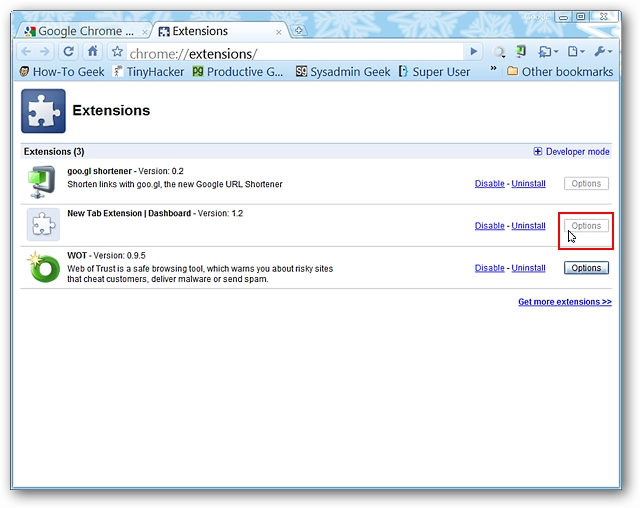 Google Chrome ...
Extensions
chrome://extensions/
How-To Geek
TinyHacker
Productive G...
Sysadmin Geek
Super User
»
Other bookmarks
Extensions
Extensions (3)
Developer mode
goo.gl shortener - Version: 0.2
Shorten links with goo.gl, the new Google URL Shortener
Disable - Uninstall
Options
New Tab Extension | Dashboard - Version: 1.2
Disable - Uninstall
Options
WOT - Version: 0.9.5
Web of Trust is a safe browsing tool, which warns you about risky sites
that cheat customers, deliver malware or send spam.
Disable - Uninstall
Options
Get more extensions >>